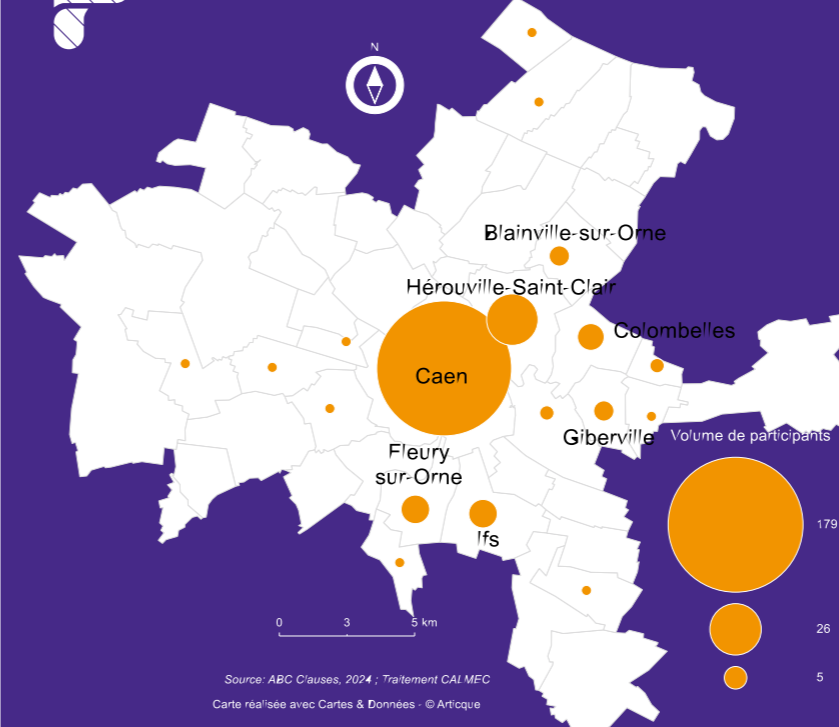 N
Blainville-sur-Orne
Hérouville-Saint-Clair
Colombelles
Caen
Giberville
Fleury
sur-Orne
Ifs
Volume de participants
179
26
5
0 3 5 km
Source: ABC Clauses, 2024 ; Traitement CALMEC
Carte réalisée avec Cartes & Données - © Articque